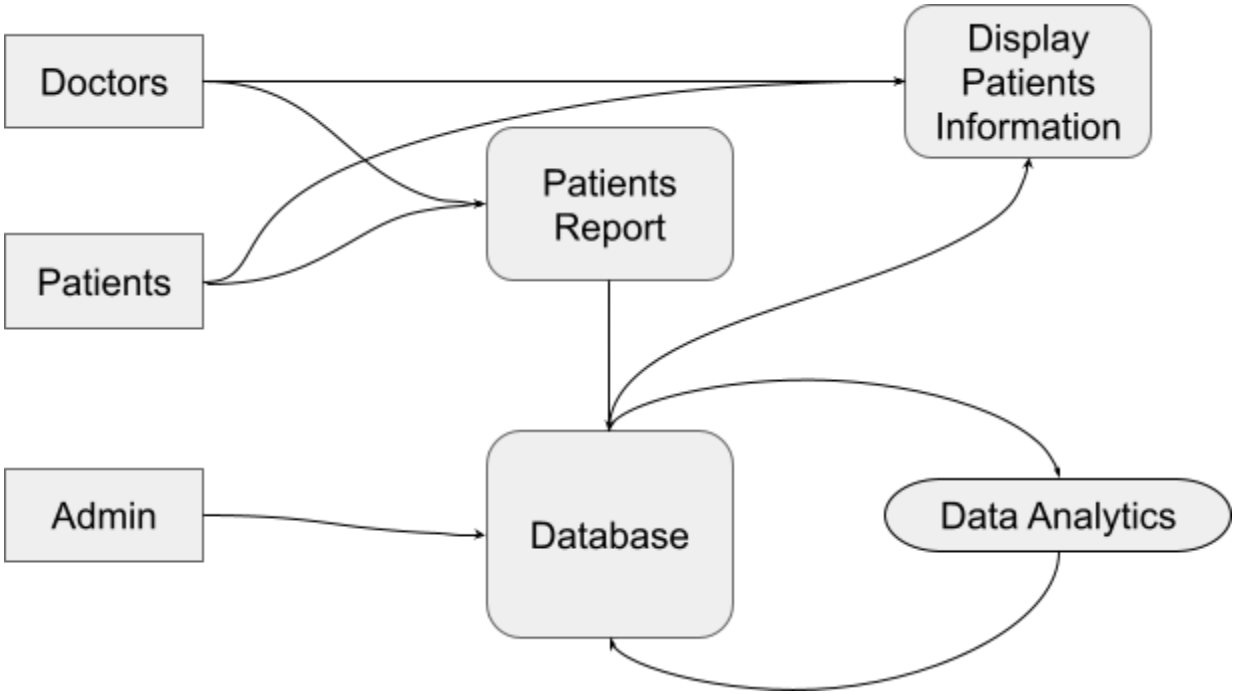 Doctors
Display
Patients
Information
Patients
Report
Patients
Admin
Database
Data Analytics